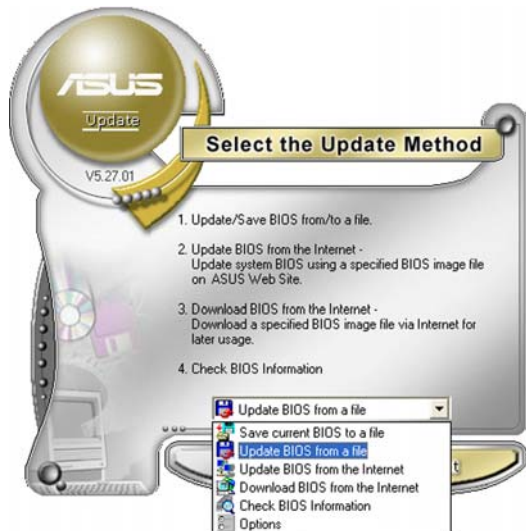 ASUS
Update
V5.27.01
Select the Update Method
1. Update/Save BIOS from/to a file.
2. Update BIOS from the Internet -
Update system BIOS using a specified BIOS image file
on ASUS Web Site.
3. Download BIOS from the Internet -
Download a specified BIOS image file via Internet for
later usage.
4. Check BIOS Information
Update BIOS from a file
Save current BIOS to a file
Update BIOS from a file
Update BIOS from the Internet
Download BIOS from the Internet
Check BIOS Information
Options